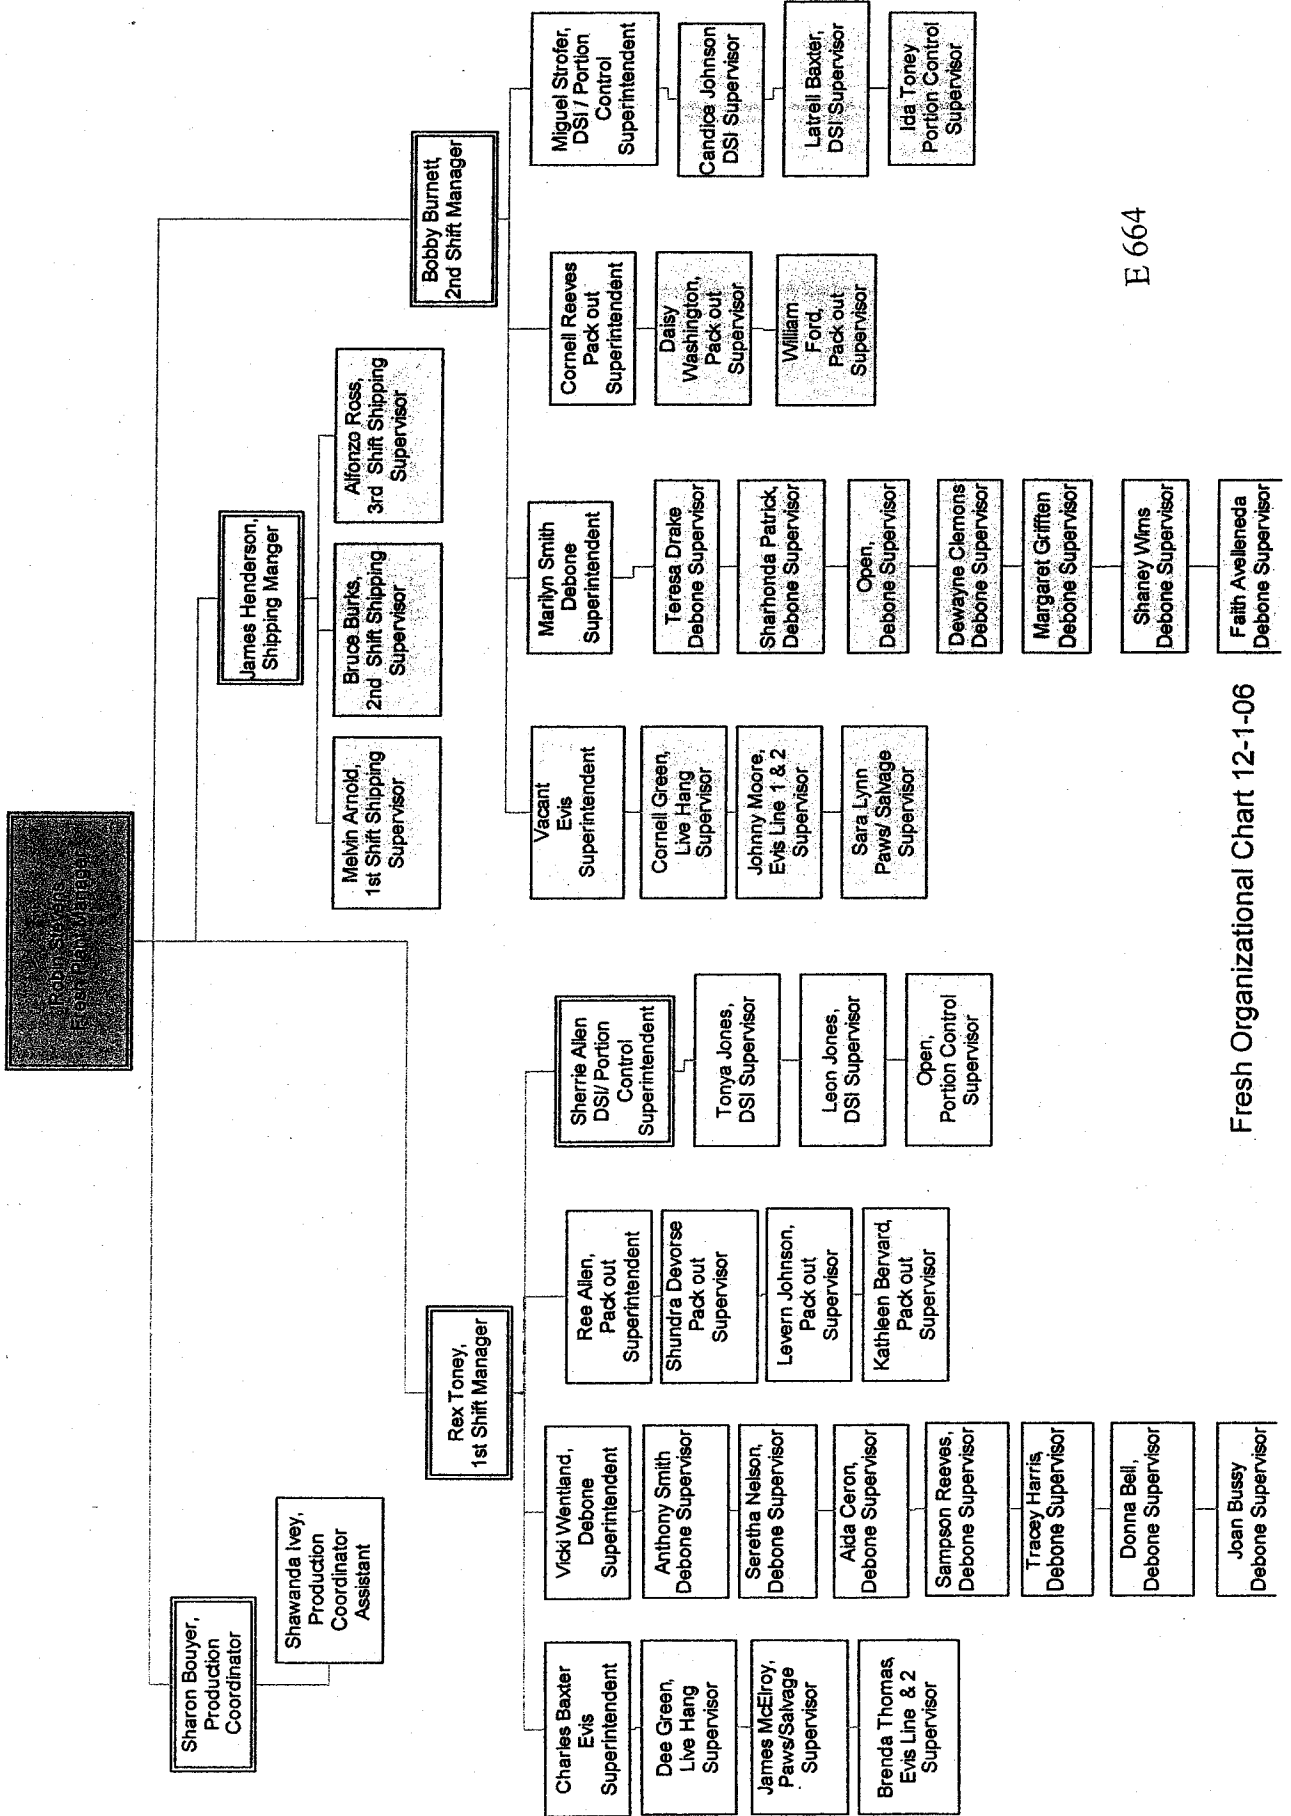 Robin Stevens
Fresh Plant Manager
Sharon Bouyer,
Production
Coordinator
Shawanda Ivey,
Production
Coordinator
Assistant
James Henderson,
Shipping Manger
Melvin Arnold,
1st Shift Shipping
Supervisor
Bruce Burks,
2nd Shift Shipping
Supervisor
Alfonzo Ross,
3rd Shift Shipping
Supervisor
Rex Toney,
1st Shift Manager
Bobby Burnett,
2nd Shift Manager
Charles Baxter
Evis
Superintendent
Dee Green,
Live Hang
Supervisor
James McElroy,
Paws/Salvage
Supervisor
Brenda Thomas,
Evis Line & 2
Supervisor
Vicki Wentland,
Debone
Superintendent
Anthony Smith
Debone Supervisor
Seretha Nelson,
Debone Supervisor
Aida Ceron,
Debone Supervisor
Sampson Reeves,
Debone Supervisor
Tracey Harris,
Debone Supervisor
Donna Bell,
Debone Supervisor
Joan Bussy
Debone Supervisor
Ree Allen,
Pack out
Superintendent
Shundra Devorse
Pack out
Supervisor
Levern Johnson,
Pack out
Supervisor
Kathleen Bervard,
Pack out
Supervisor
Sherrie Allen
DSI/ Portion
Control
Superintendent
Tonya Jones,
DSI Supervisor
Leon Jones,
DSI Supervisor
Open,
Portion Control
Supervisor
Vacant
Evis
Superintendent
Cornell Green,
Live Hang
Supervisor
Johnny Moore,
Evis Line 1 & 2
Supervisor
Sara Lynn
Paws/ Salvage
Supervisor
Marilyn Smith
Debone
Superintendent
Teresa Drake
Debone Supervisor
Sharhonda Patrick,
Debone Supervisor
Open,
Debone Supervisor
Dewayne Clemons
Debone Supervisor
Margaret Grifften
Debone Supervisor
Shaney Wims
Debone Supervisor
Faith Avelleneda
Debone Supervisor
Cornell Reeves
Pack out
Superintendent
Daisy
Washington,
Pack out
Supervisor
William
Ford,
Pack out
Supervisor
Miguel Strofer,
DSI / Portion
Control
Superintendent
Candice Johnson
DSI Supervisor
Latrell Baxter,
DSI Supervisor
Ida Toney
Portion Control
Supervisor
Fresh Organizational Chart 12-1-06
E 664